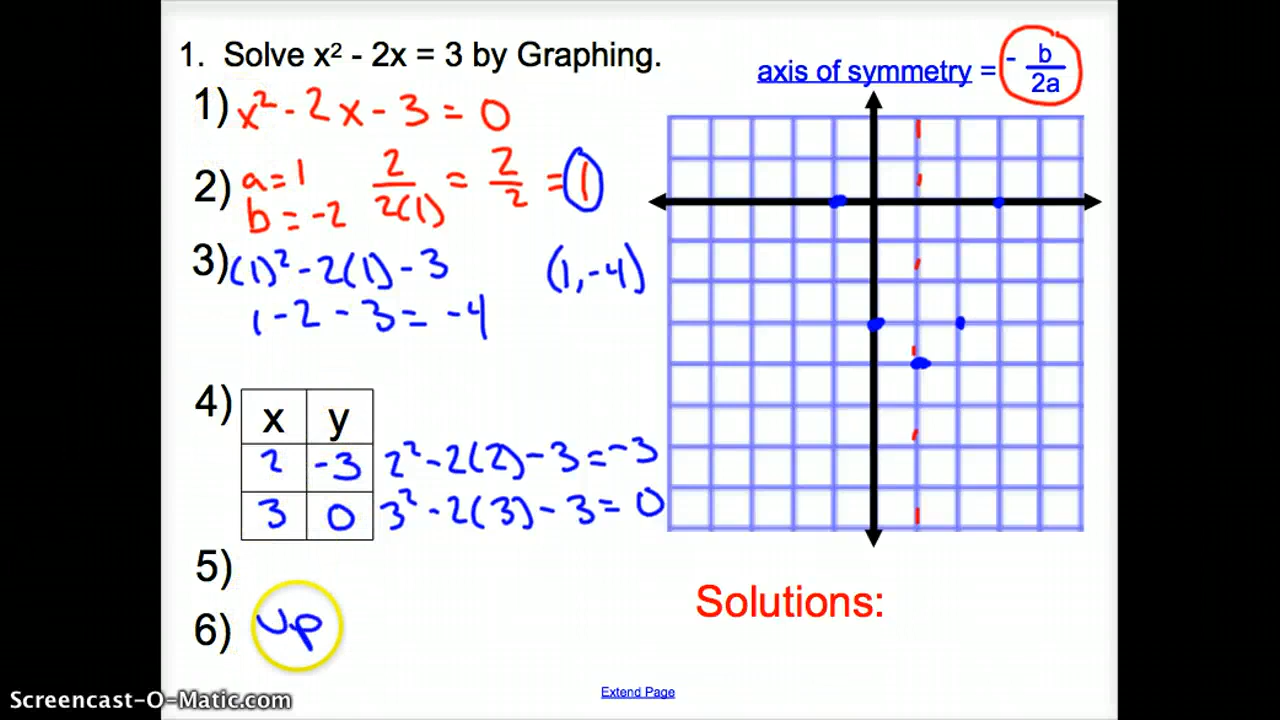 1. Solve x² - 2x = 3 by Graphing.
axis of symmetry = - b/2a
1) x² - 2x - 3 = 0
2) a = 1
b = -2
2/2(1) = 2/2 = 1
3) (1)² - 2(1) - 3
(1, -4)
1 - 2 - 3 = -4
4)
x y
2 -3 2² - 2(2) - 3 = -3
3 0 3² - 2(3) - 3 = 0
5)
6) Up
Solutions:
Extend Page
Screencast-O-Matic.com